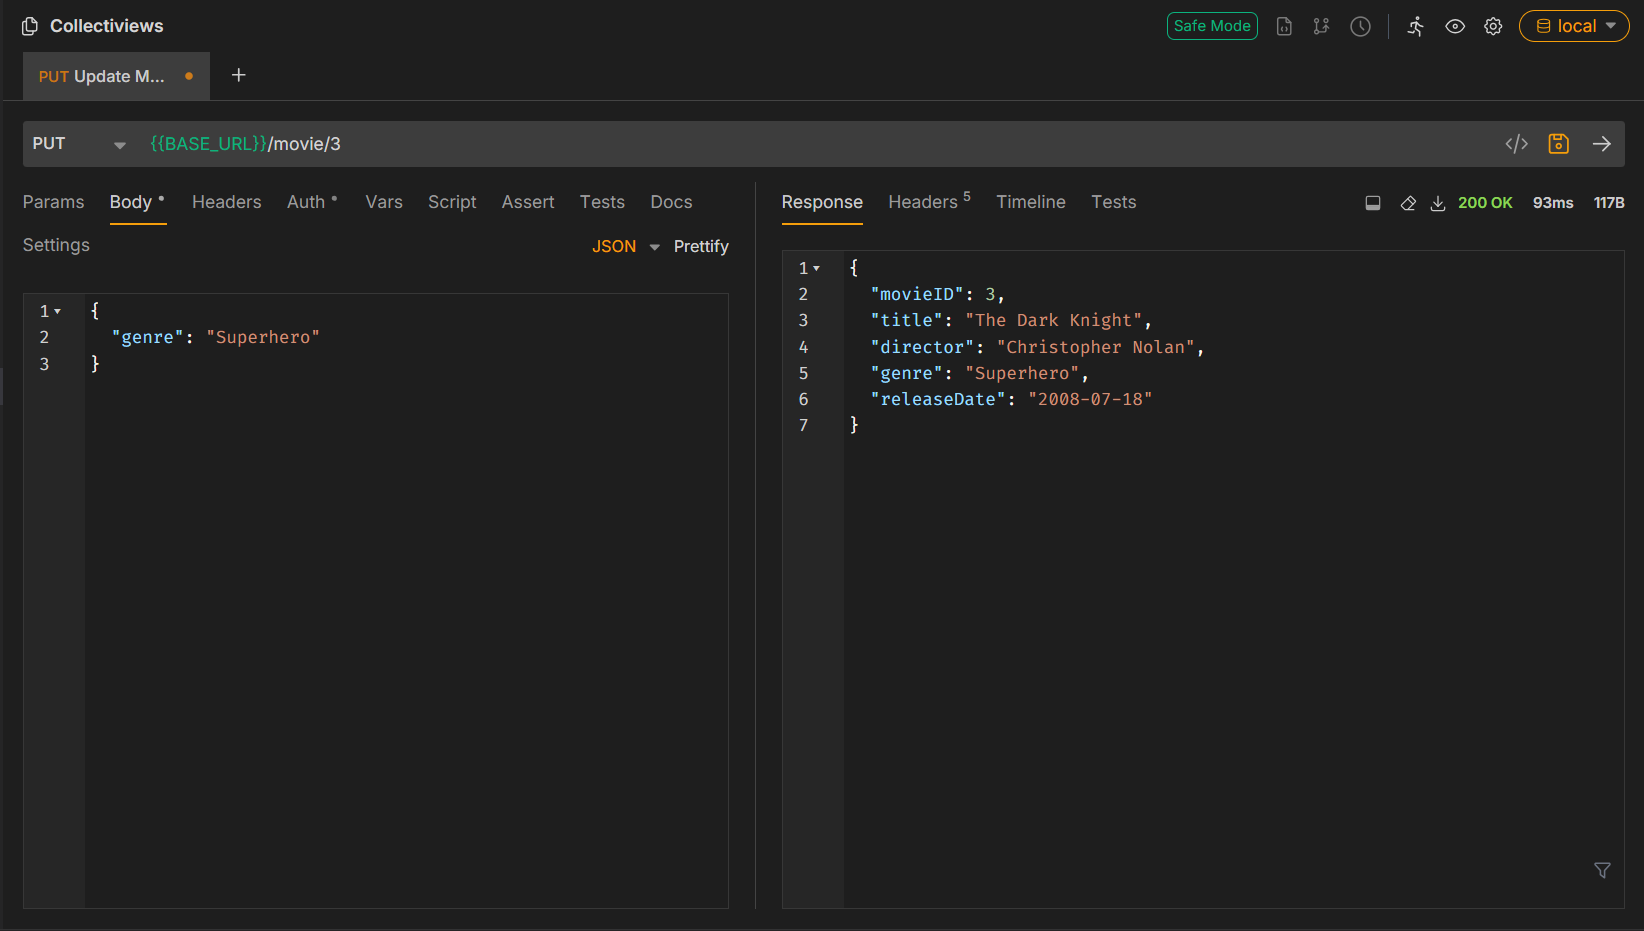 Collectiviews
Safe Mode
local
PUT Update M...
PUT
{{BASE_URL}}/movie/3
Params Body Headers Auth Vars Script Assert Tests Docs
Settings
JSON Prettify
1 {
2 "genre": "Superhero"
3 }
Response Headers 5 Timeline Tests
200 OK 93ms 117B
1 {
2 "movieID": 3,
3 "title": "The Dark Knight",
4 "director": "Christopher Nolan",
5 "genre": "Superhero",
6 "releaseDate": "2008-07-18"
7 }